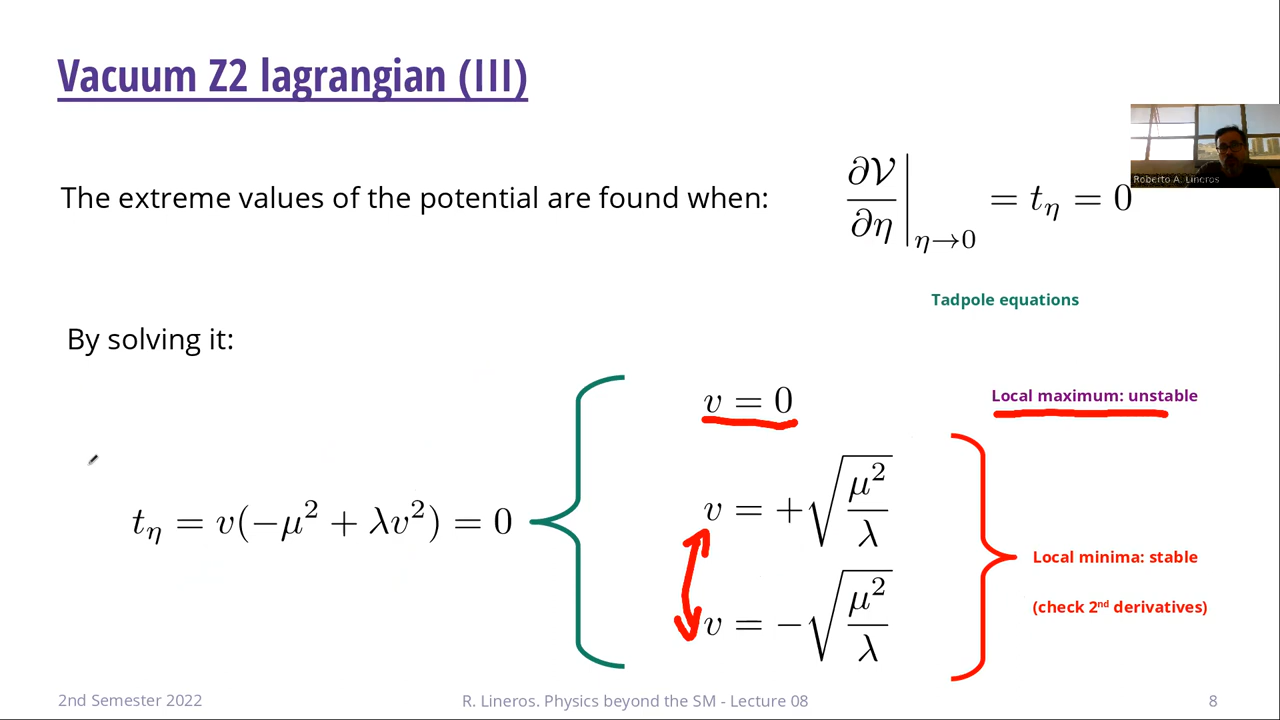 Vacuum Z2 lagrangian (III)
Roberto A. Lineros
The extreme values of the potential are found when:
∂𝒱/∂η |η→0 = tη = 0
Tadpole equations
By solving it:
v = 0
Local maximum: unstable
v = +√(μ²/λ)
tη = v(−μ² + λv²) = 0
Local minima: stable
(check 2nd derivatives)
v = −√(μ²/λ)
2nd Semester 2022
R. Lineros. Physics beyond the SM - Lecture 08
8